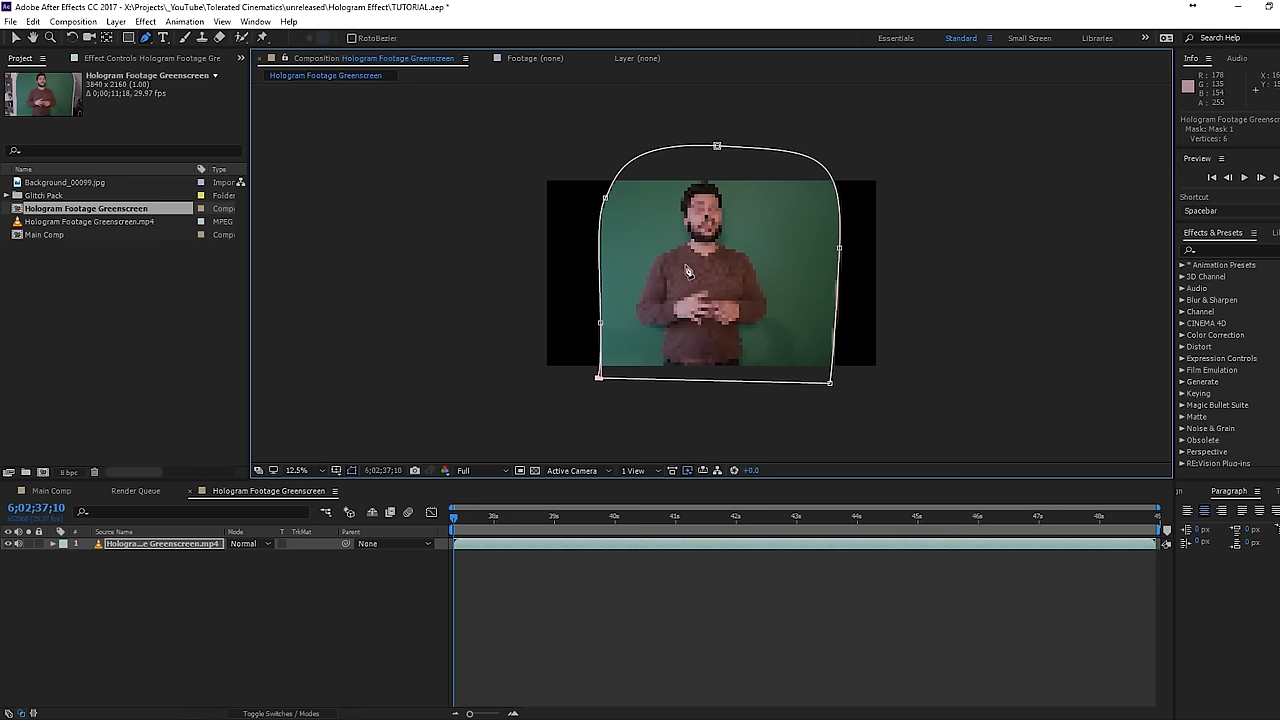 Adobe After Effects CC 2017 - X:\Projects\_YouTube\Tolerated Cinematics\unreleased\Hologram Effect\TUTORIAL.aep *
File Edit Composition Layer Effect Animation View Window Help
RotoBezier
Essentials Standard Small Screen Libraries Search Help
Project Effect Controls Hologram Footage Gre
Composition Hologram Footage Greenscreen Footage (none) Layer (none)
Info Audio
Hologram Footage Greenscreen
Hologram Footage Greenscreen
3840 x 2160 (1.00)
Δ 0;00;11;18, 29.97 fps
R : 178
G : 135
B : 154
A : 255
Hologram Footage Greenscr
Mask: Mask 1
Vertices: 6
Preview
Shortcut
Spacebar
Name
Background_00099.jpg Impor
Glitch Pack Folder
Hologram Footage Greenscreen Comp
Hologram Footage Greenscreen.mp4 MPEG
Main Comp Comp
Effects & Presets
* Animation Presets
3D Channel
Audio
Blur & Sharpen
Channel
CINEMA 4D
Color Correction
Distort
Expression Controls
Film Emulation
Generate
Keying
Magic Bullet Suite
Matte
Noise & Grain
Obsolete
Perspective
RE:Vision Plug-ins
8 bpc
12.5% 6;02;37;10 Full Active Camera 1 View +0.0
Main Comp Render Queue Hologram Footage Greenscreen
Paragraph
6;02;37;10
# Source Name Mode T TrkMat Parent
38s 39s 40s 41s 42s 43s 44s 45s 46s 47s 48s
1 Hologra...e Greenscreen.mp4 Normal None
0 px 0 px
0 px 0 px
Toggle Switches / Modes